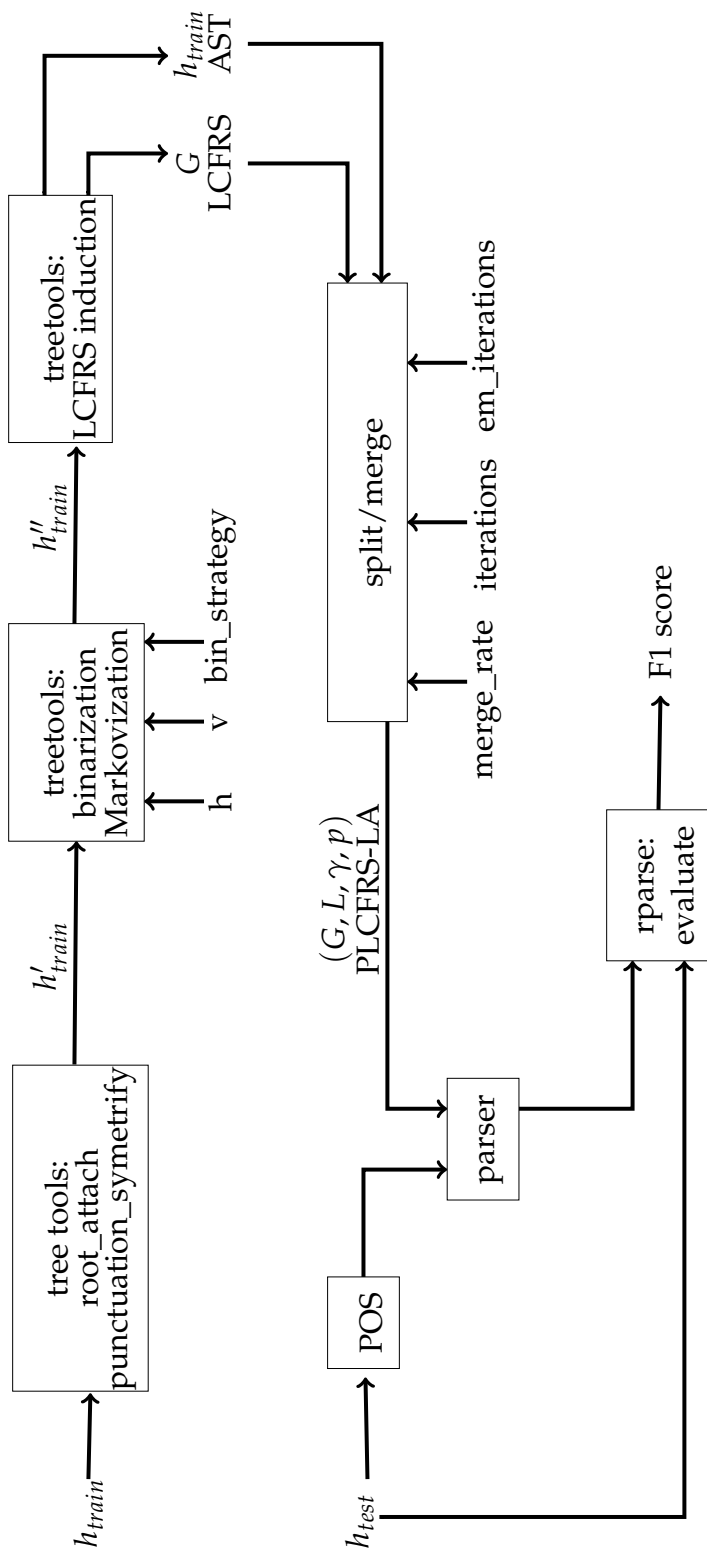 h_train
tree tools:
root_attach
punctuation_symetrify
h'_train
treetools:
binarization
Markovization
h
v
bin_strategy
h''_train
treetools:
LCFRS induction
G
LCFRS
h_train
AST
split/merge
merge_rate
iterations
em_iterations
(G, L, γ, p)
PLCFRS-LA
h_test
POS
parser
rparse:
evaluate
F1 score